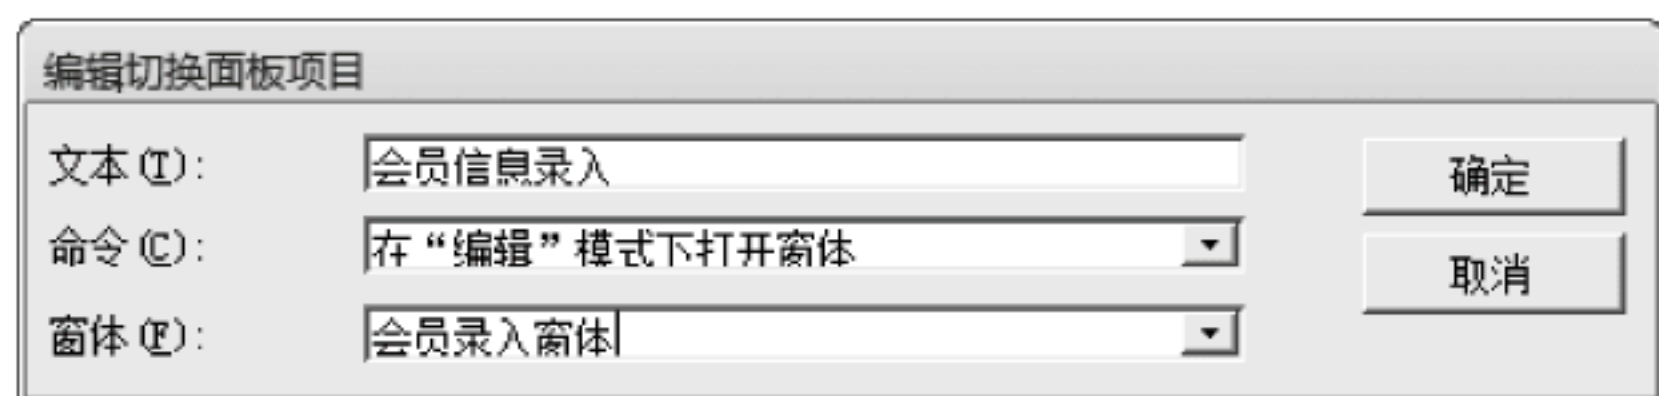 编辑切换面板项目
文本(T): 会员信息录入 确定
命令(C): 在“编辑”模式下打开窗体
取消
窗体(F): 会员录入窗体